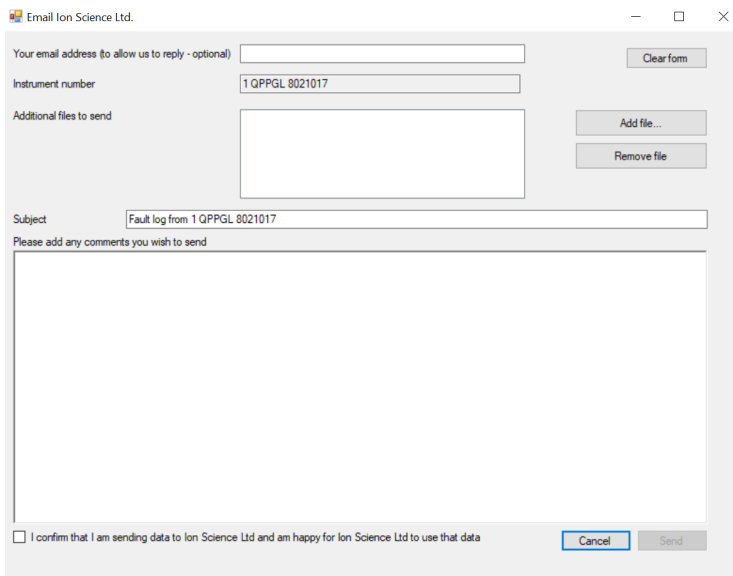 Email Ion Science Ltd.
Your email address (to allow us to reply - optional)
Clear form
Instrument number
1 QPPGL 8021017
Additional files to send
Add file...
Remove file
Subject
Fault log from 1 QPPGL 8021017
Please add any comments you wish to send
I confirm that I am sending data to Ion Science Ltd and am happy for Ion Science Ltd to use that data
Cancel
Send